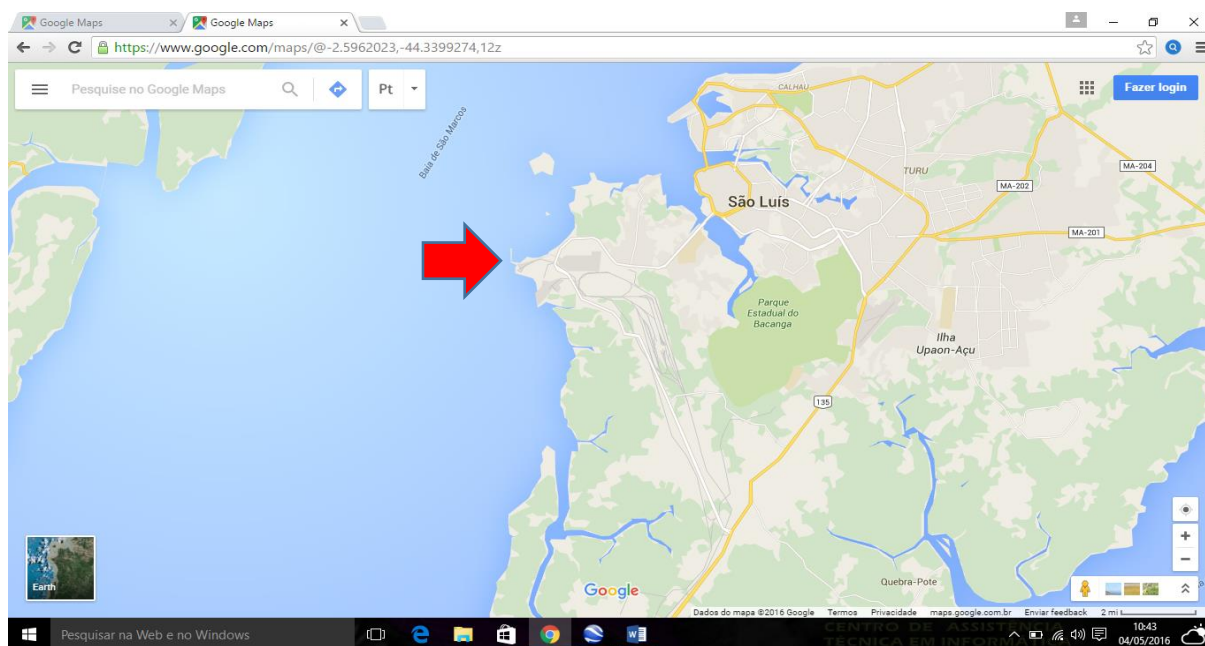 Google Maps
Google Maps
https://www.google.com/maps/@-2.5962023,-44.3399274,12z
Pesquise no Google Maps
Pt
Fazer login
CALHAU
Baía de São Marcos
TURU
MA-204
MA-202
São Luís
MA-201
Parque
Estadual do
Bacanga
Ilha
Upaon-Açu
135
Quebra-Pote
Earth
Google
Dados do mapa ©2016 Google Termos Privacidade maps.google.com.br Enviar feedback 2 mi
Pesquisar na Web e no Windows
CENTRO DE ASSISTÊNCIA
TÉCNICA EM INFORMÁTICA
10:43
04/05/2016